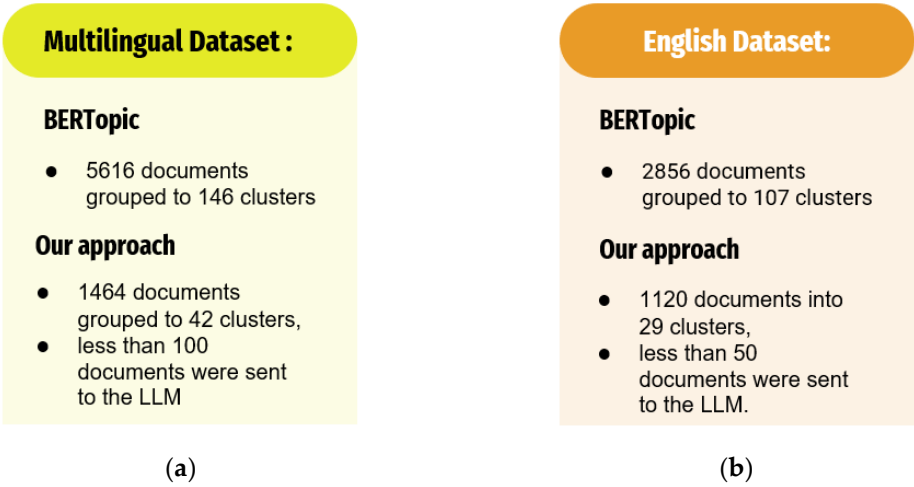 Multilingual Dataset :
BERTopic
● 5616 documents
grouped to 146 clusters
Our approach
● 1464 documents
grouped to 42 clusters,
● less than 100
documents were sent
to the LLM
(a)
English Dataset:
BERTopic
● 2856 documents
grouped to 107 clusters
Our approach
● 1120 documents into
29 clusters,
● less than 50
documents were sent
to the LLM.
(b)